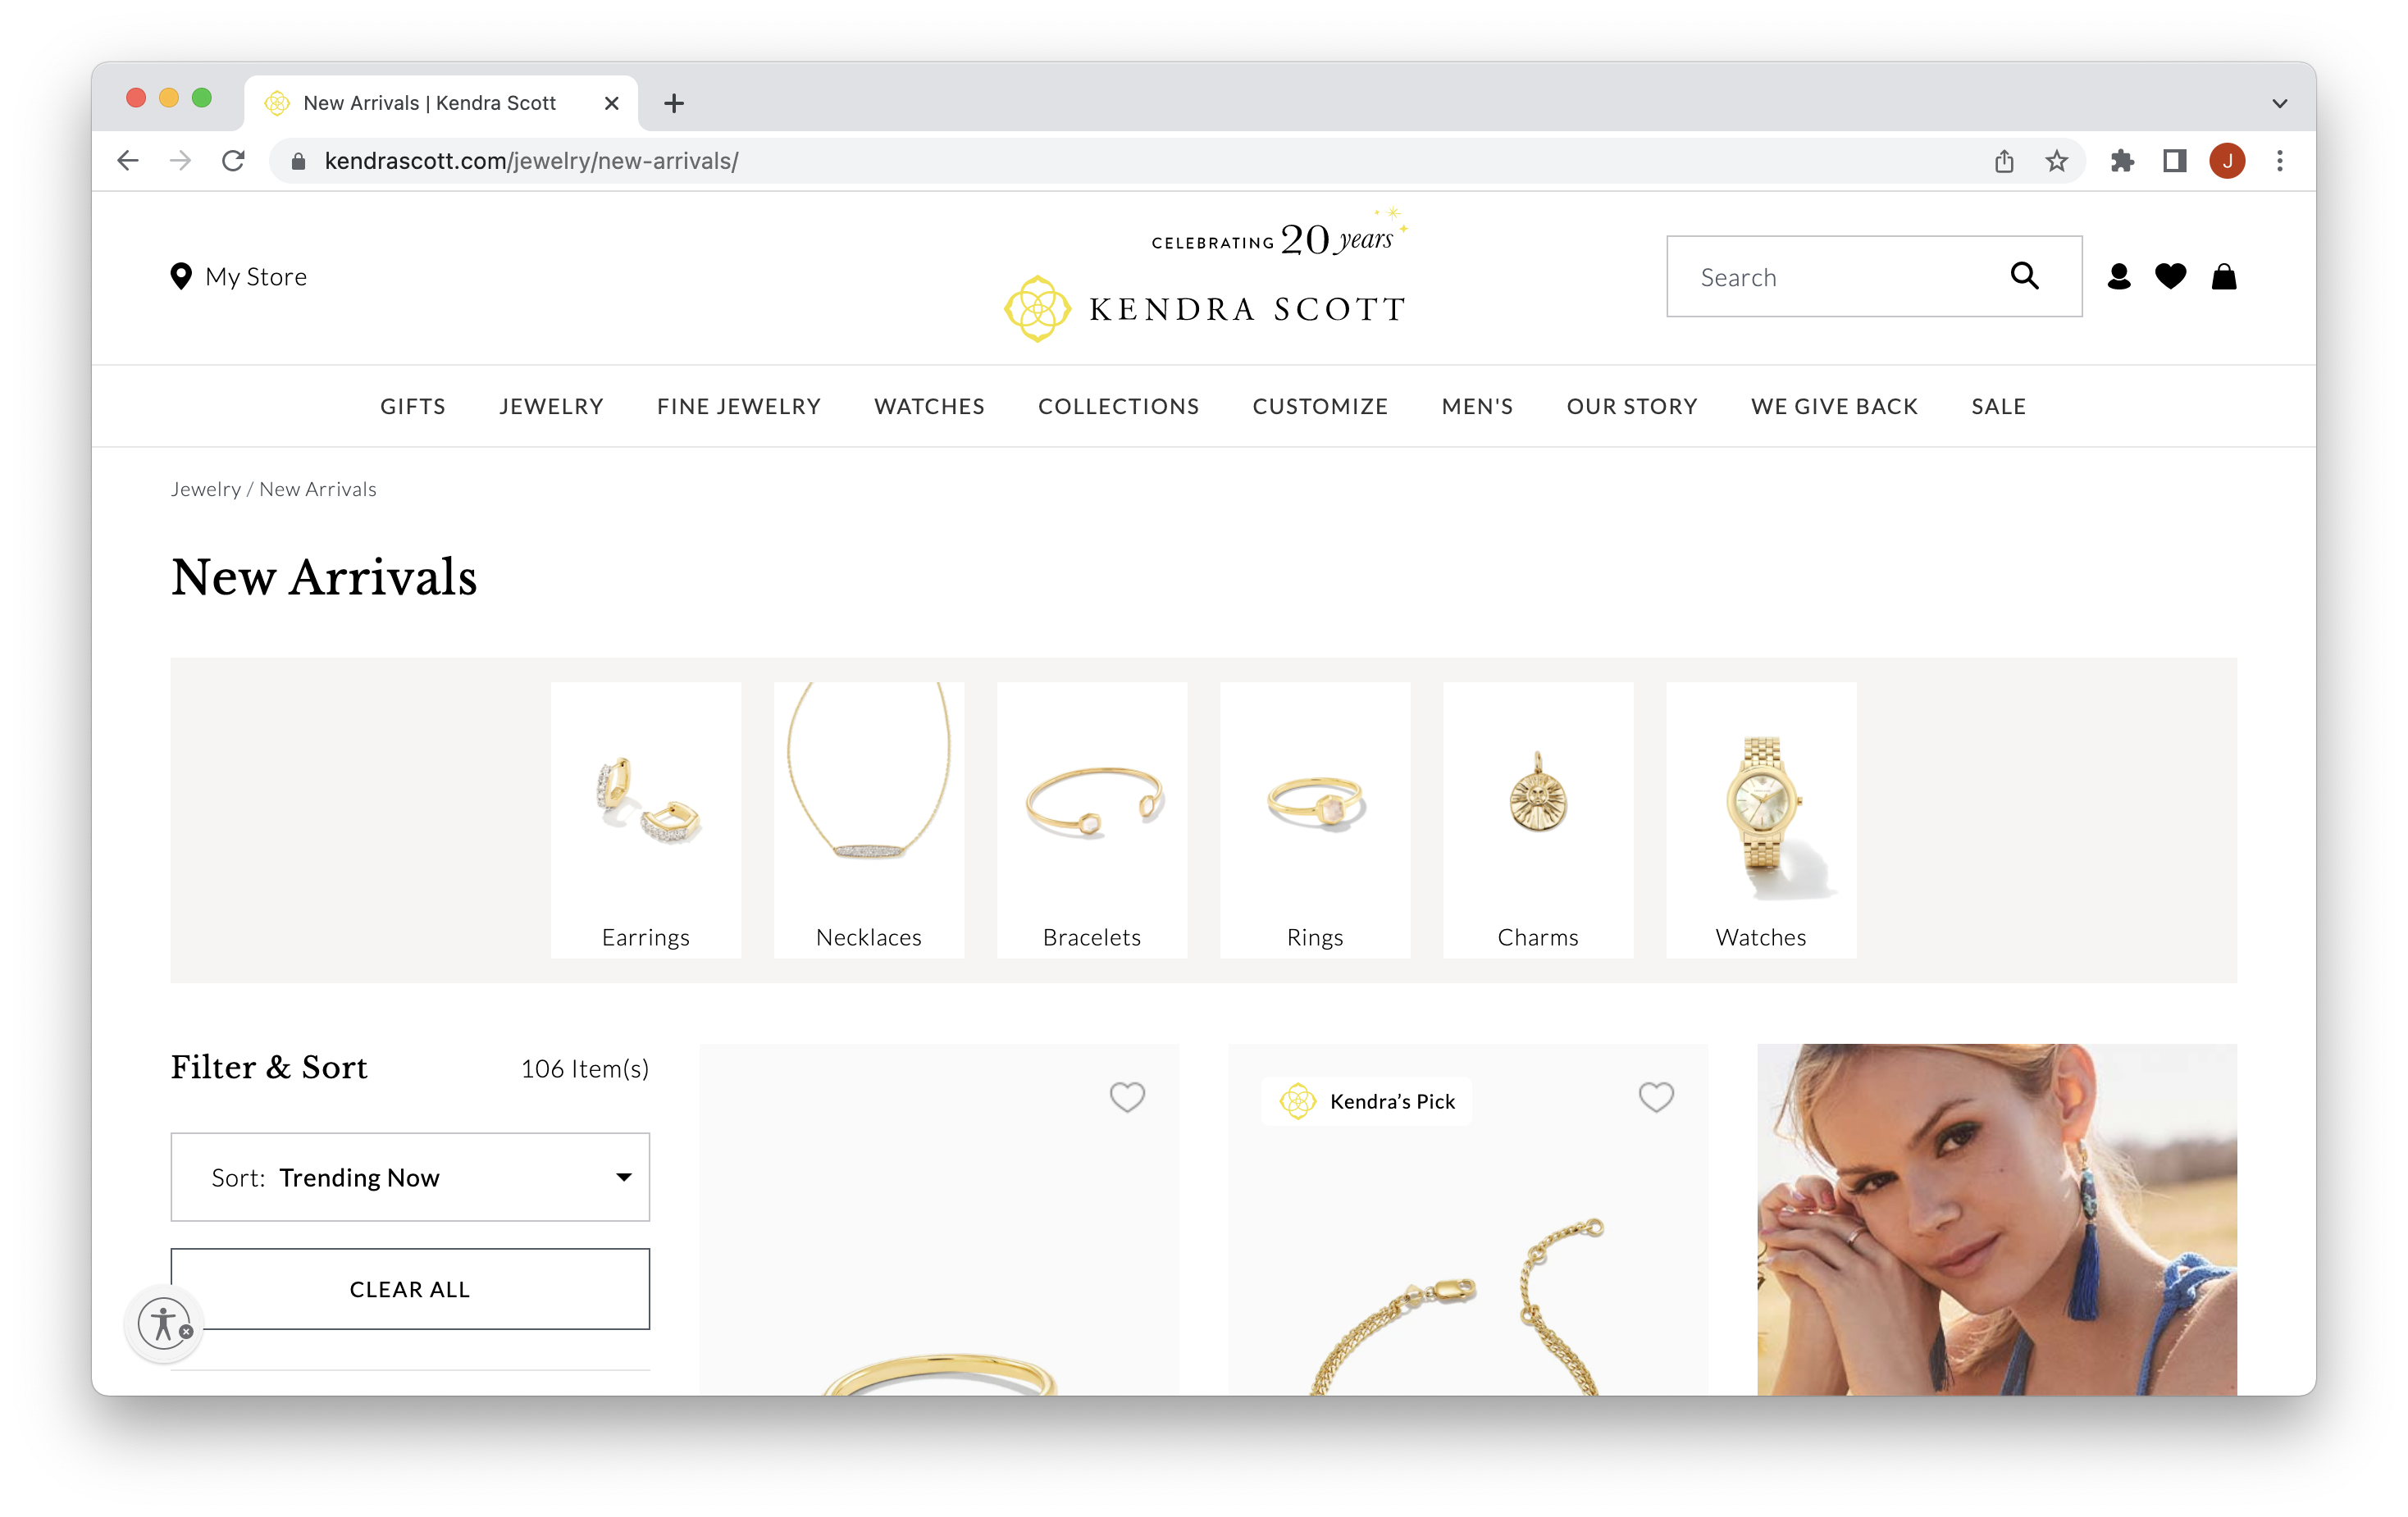 New Arrivals | Kendra Scott
kendrascott.com/jewelry/new-arrivals/
J
My Store
CELEBRATING 20 years
KENDRA SCOTT
Search
GIFTS JEWELRY FINE JEWELRY WATCHES COLLECTIONS CUSTOMIZE MEN'S OUR STORY WE GIVE BACK SALE
Jewelry / New Arrivals
New Arrivals
Earrings Necklaces Bracelets Rings Charms Watches
Filter & Sort 106 Item(s)
Kendra’s Pick
Sort: Trending Now
CLEAR ALL